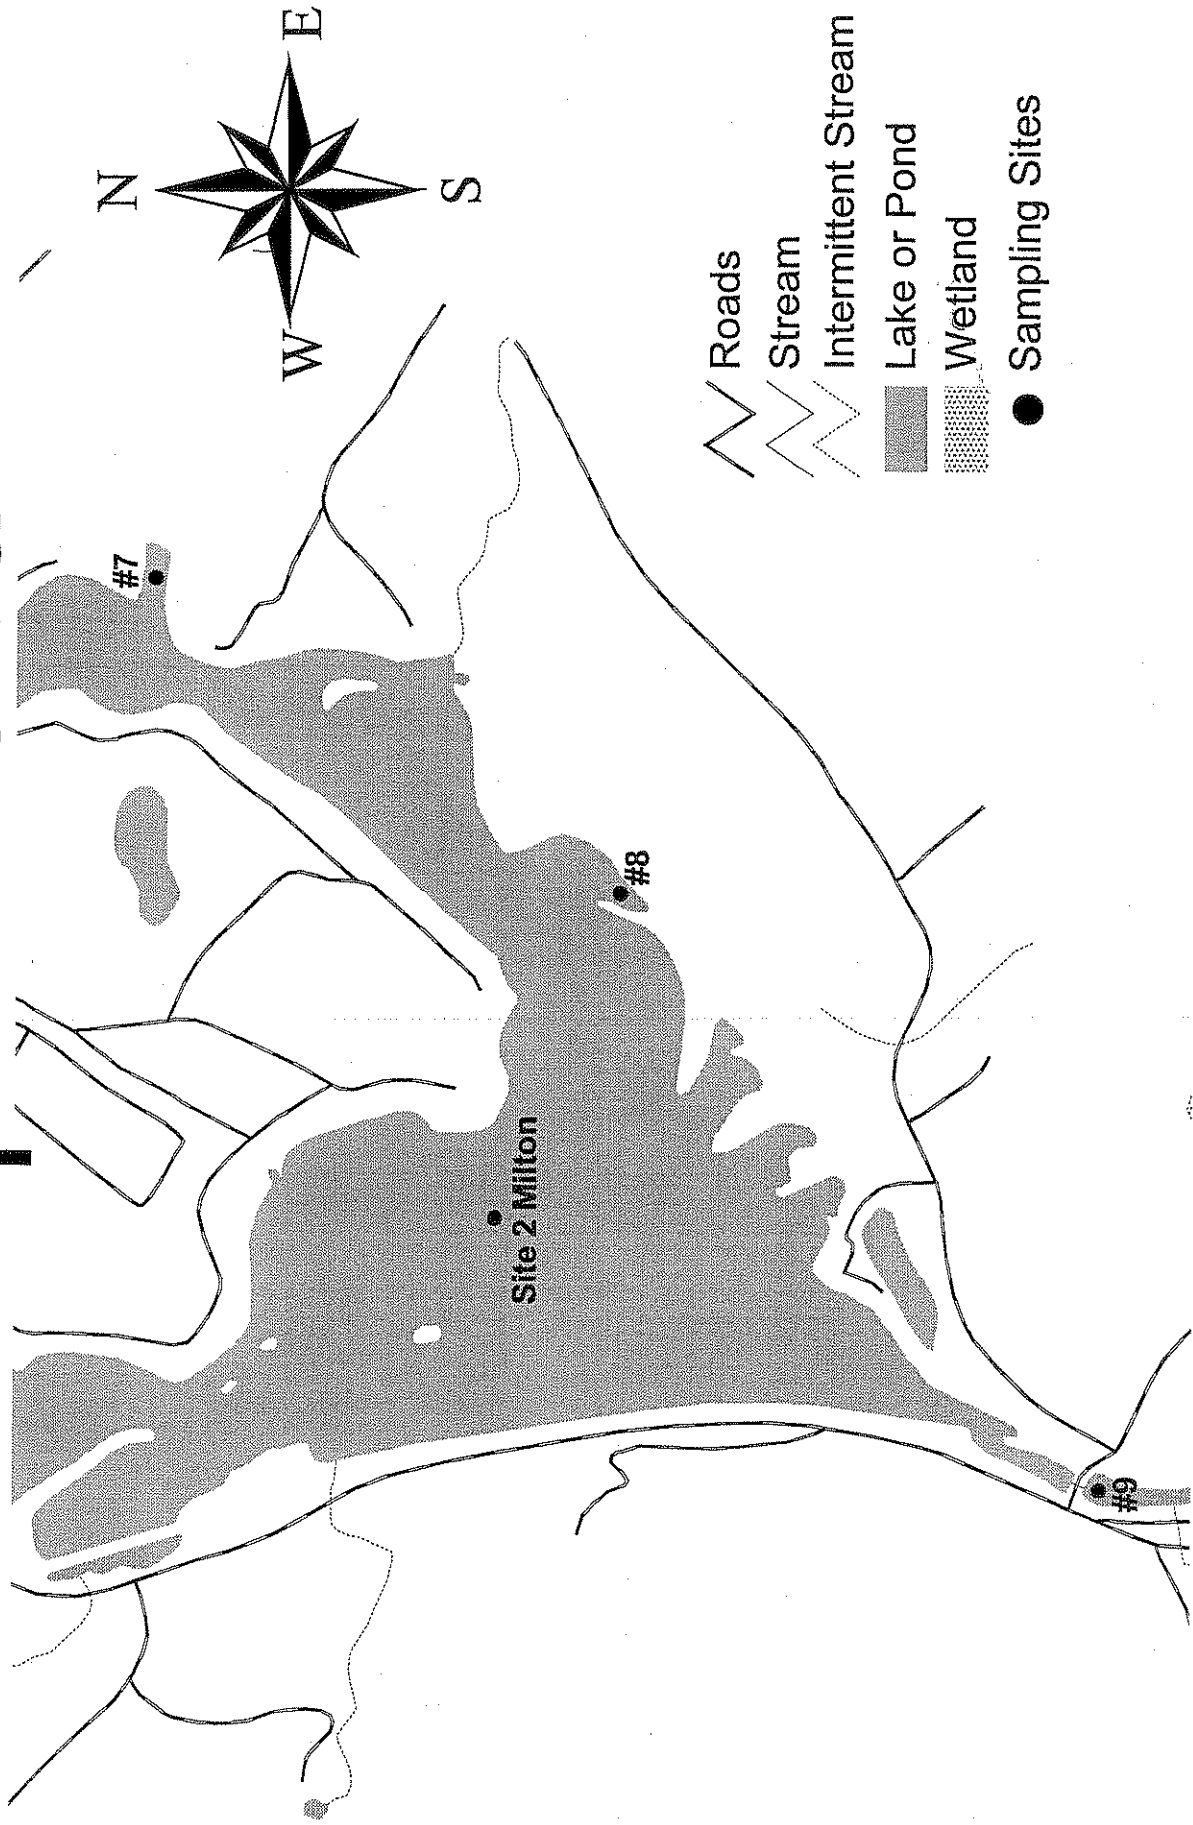 N
E
W
S
#7
#8
Site 2 Milton
#9
Roads
Stream
Intermittent Stream
Lake or Pond
Wetland
Sampling Sites